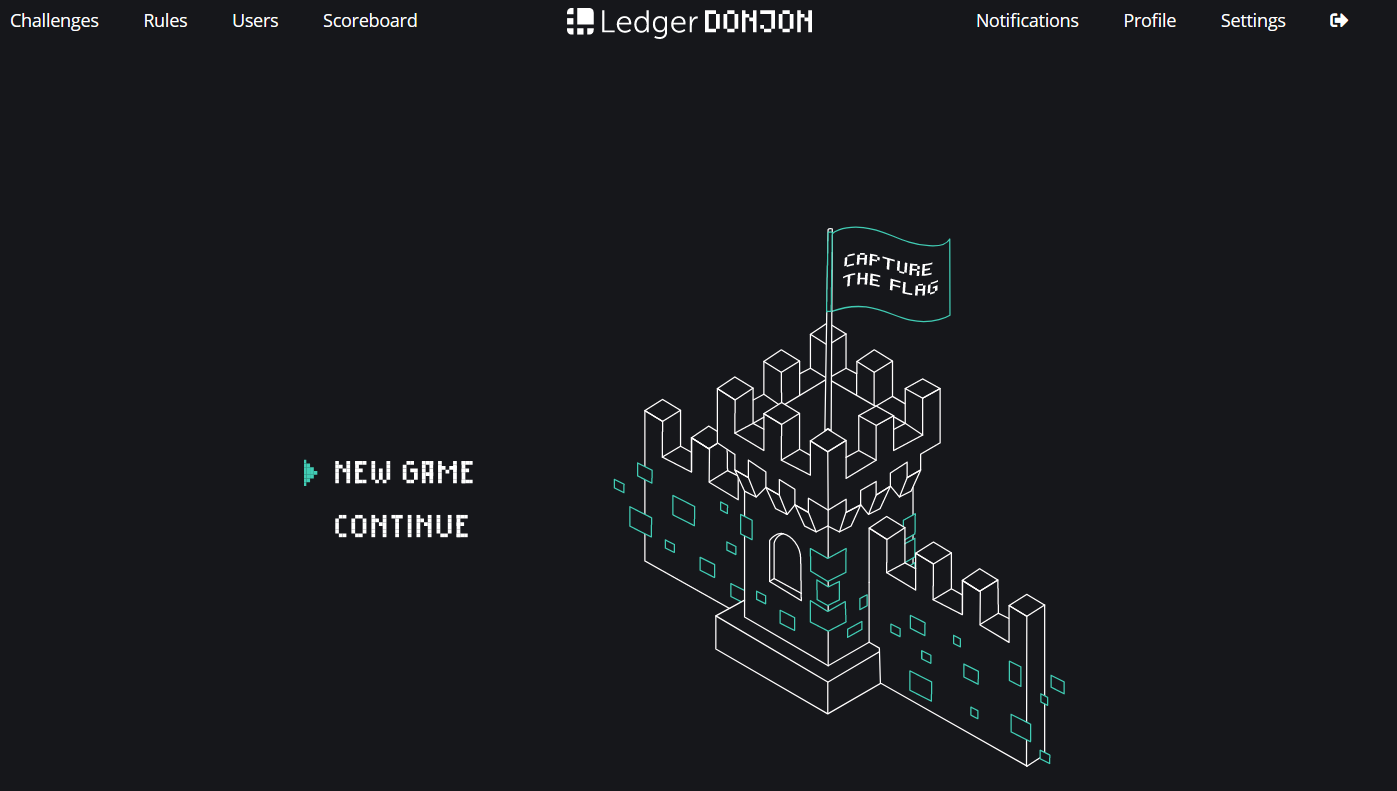 Challenges Rules Users Scoreboard Ledger DONJON Notifications Profile Settings
CAPTURE
THE FLAG
NEW GAME
CONTINUE